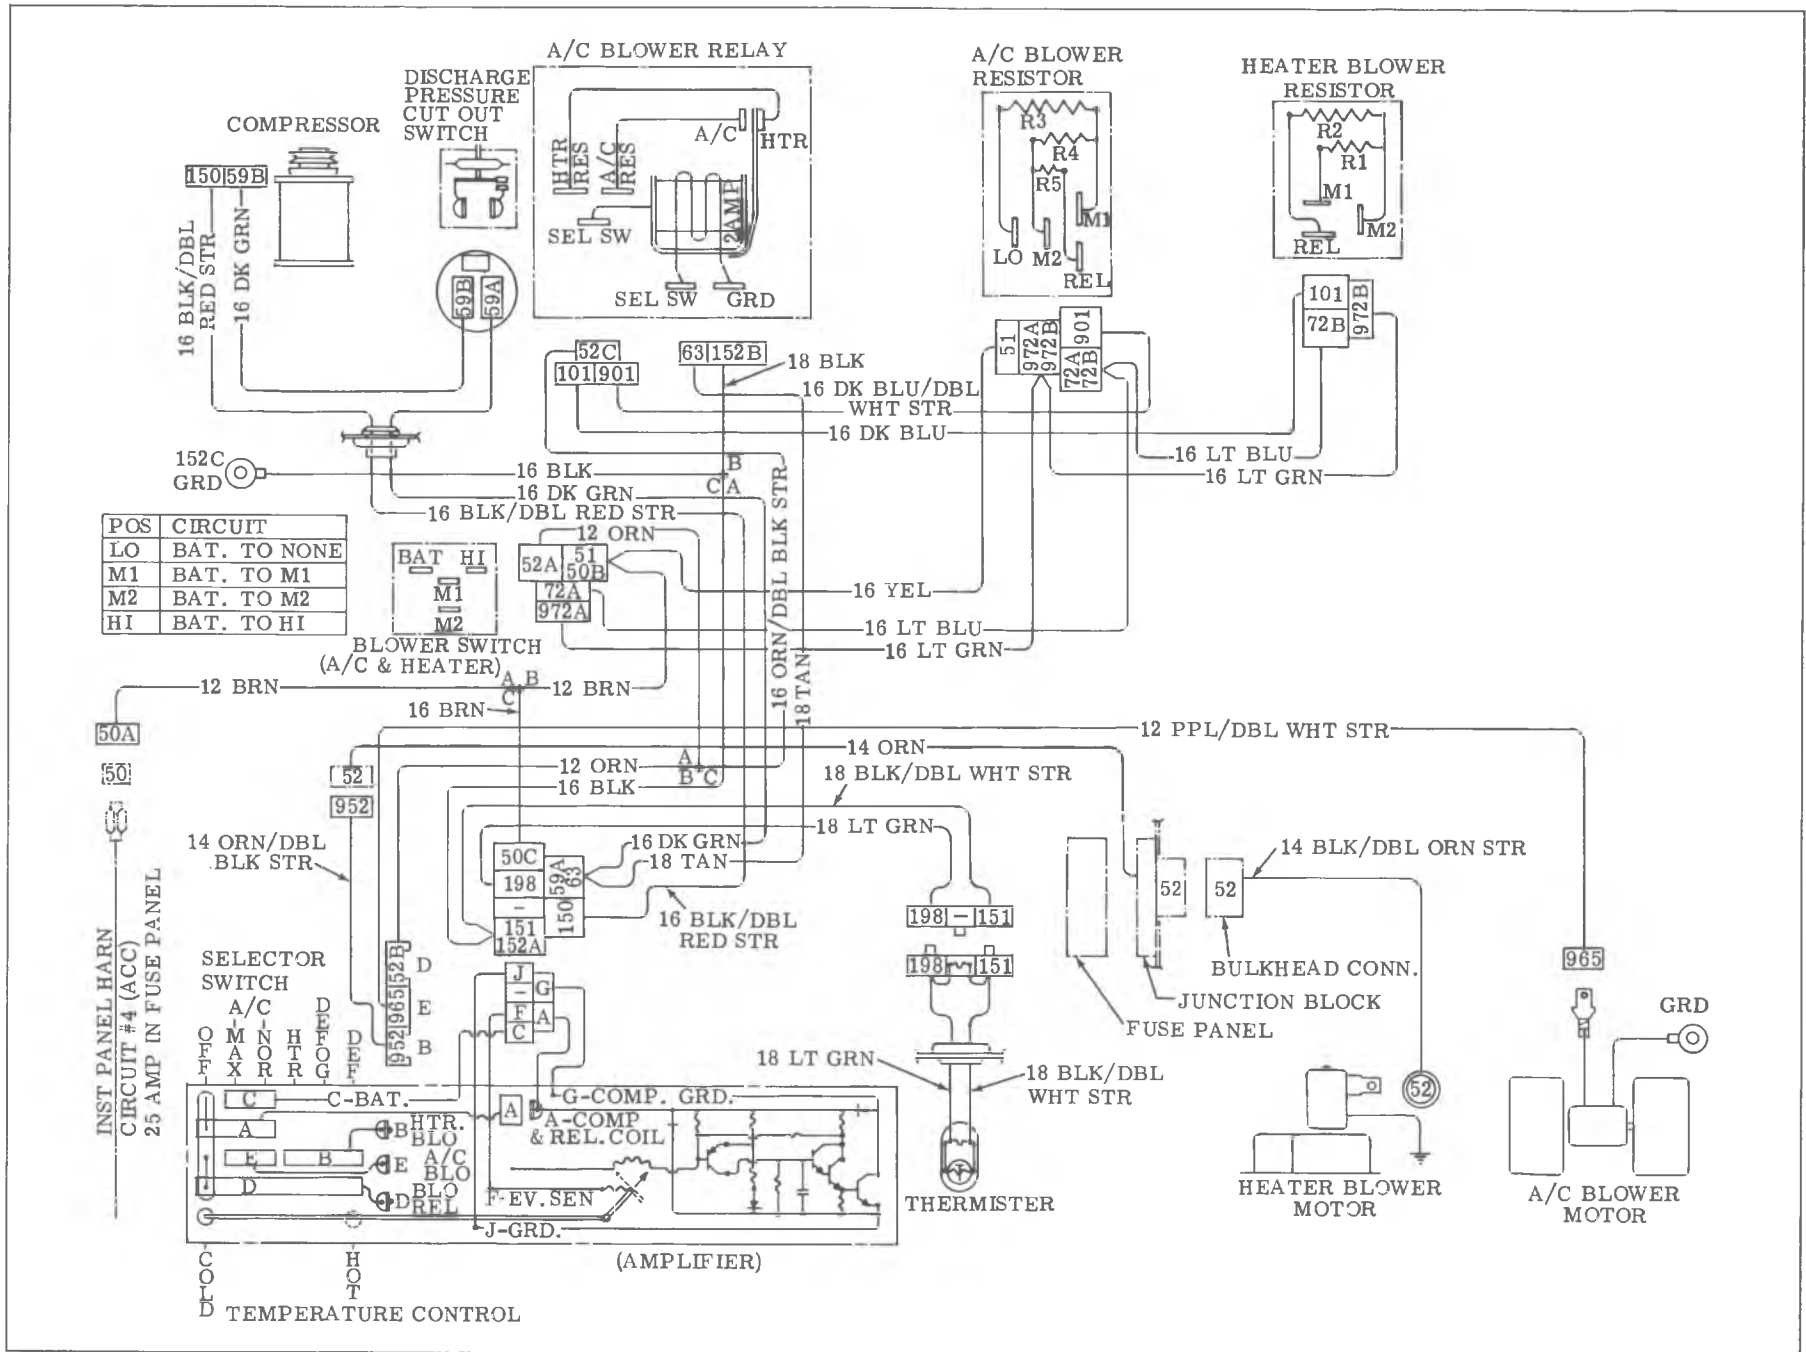 A/C BLOWER RELAY
A/C BLOWER
RESISTOR
HEATER BLOWER
RESISTOR
DISCHARGE
PRESSURE
CUT OUT
SWITCH
COMPRESSOR
150 59B
16 BLK/DBL
RED STR
16 DK GRN
59B 59A
HTR
RES
A/C
RES
A/C
HTR
2AMP
SEL SW
SEL SW
GRD
R3
R4
R5
M1
LO
M2
REL
R2
R1
M1
M2
REL
101
72B
972B
51
972A
972B
901
72A
72B
52C
101 901
63 152B
18 BLK
16 DK BLU/DBL
WHT STR
16 DK BLU
16 LT BLU
16 LT GRN
152C
GRD
16 BLK
B
C A
16 DK GRN
16 BLK/DBL RED STR
POS CIRCUIT
LO BAT. TO NONE
M1 BAT. TO M1
M2 BAT. TO M2
HI BAT. TO HI
BAT HI
M1
M2
BLOWER SWITCH
(A/C & HEATER)
12 ORN
52A
51
50B
72A
972A
16 YEL
16 LT BLU
16 LT GRN
16 ORN/DBL BLK STR
18 TAN
12 BRN
A B
C
12 BRN
16 BRN
50A
50
INST PANEL HARN
CIRCUIT #4 (ACC)
25 AMP IN FUSE PANEL
12 PPL/DBL WHT STR
14 ORN
52
952
12 ORN
A
B C
16 BLK
18 BLK/DBL WHT STR
18 LT GRN
14 ORN/DBL
BLK STR
16 DK GRN
18 TAN
50C
198
-
151
152A
59A
63
150
16 BLK/DBL
RED STR
198 - 151
198 151
52
52
14 BLK/DBL ORN STR
BULKHEAD CONN.
JUNCTION BLOCK
FUSE PANEL
965
GRD
SELECTOR
SWITCH
A/C
OFF
MAX
NOR
HTR
DEFOG
DEF
952 965 52B
D
E
B
J
-
F
C
G
A
C
C-BAT.
A
E
B
D
B
HTR.
BLO
E
A/C
BLO
D
BLO
REL
A
G-COMP. GRD.
A-COMP
& REL. COIL
F-EV. SEN
J-GRD.
(AMPLIFIER)
COLD
HOT
TEMPERATURE CONTROL
18 LT GRN
18 BLK/DBL
WHT STR
THERMISTER
52
HEATER BLOWER
MOTOR
A/C BLOWER
MOTOR